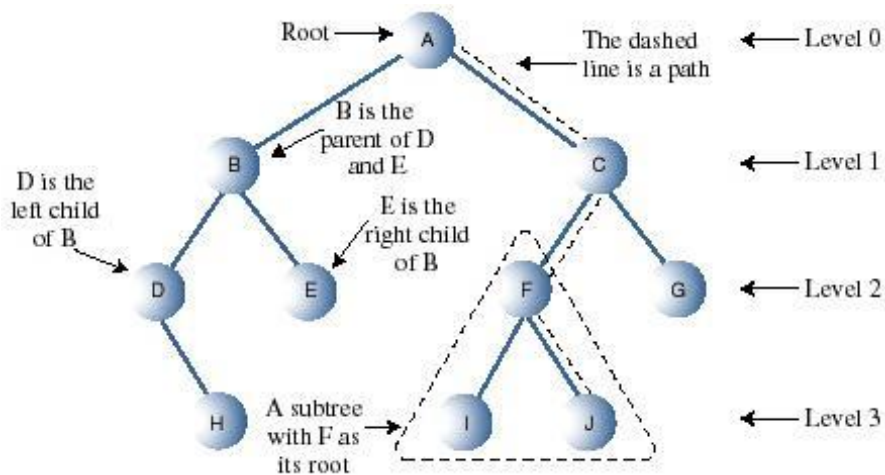 Root
A
The dashed
line is a path
Level 0
B is the
parent of D
and E
B
C
Level 1
D is the
left child
of B
E is the
right child
of B
D
E
F
G
Level 2
A subtree
with F as
its root
H
I
J
Level 3